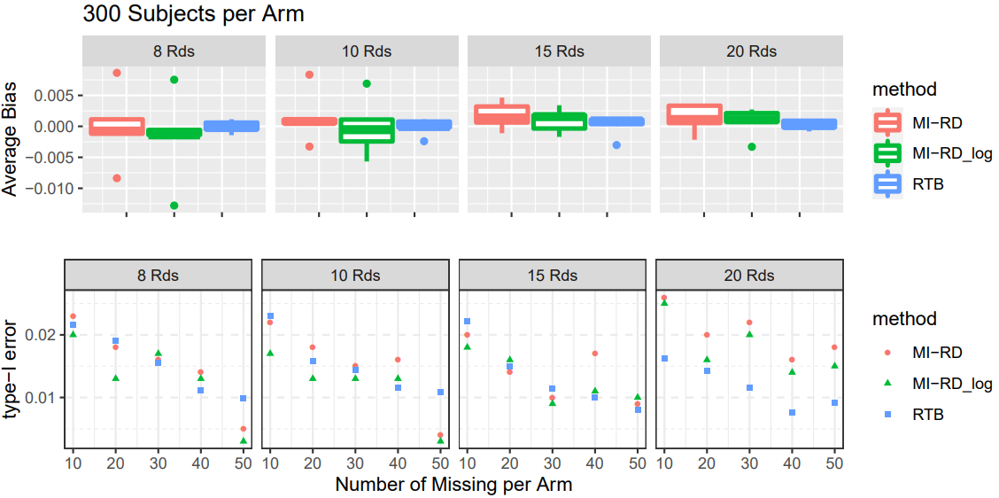 300 Subjects per Arm
8 Rds 10 Rds 15 Rds 20 Rds
Average Bias
0.005
0.000
−0.005
−0.010
method
MI−RD
MI−RD_log
RTB
8 Rds 10 Rds 15 Rds 20 Rds
type−I error
0.02
0.01
10 20 30 40 50 10 20 30 40 50 10 20 30 40 50 10 20 30 40 50
Number of Missing per Arm
method
MI−RD
MI−RD_log
RTB